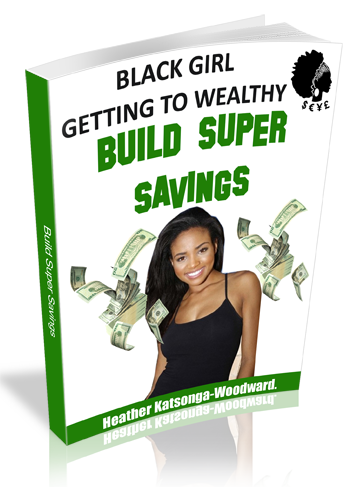 BLACK GIRL
GETTING TO WEALTHY
BUILD SUPER
SAVINGS
$€¥£
Heather Katsonga-Woodward.
Build Super Savings